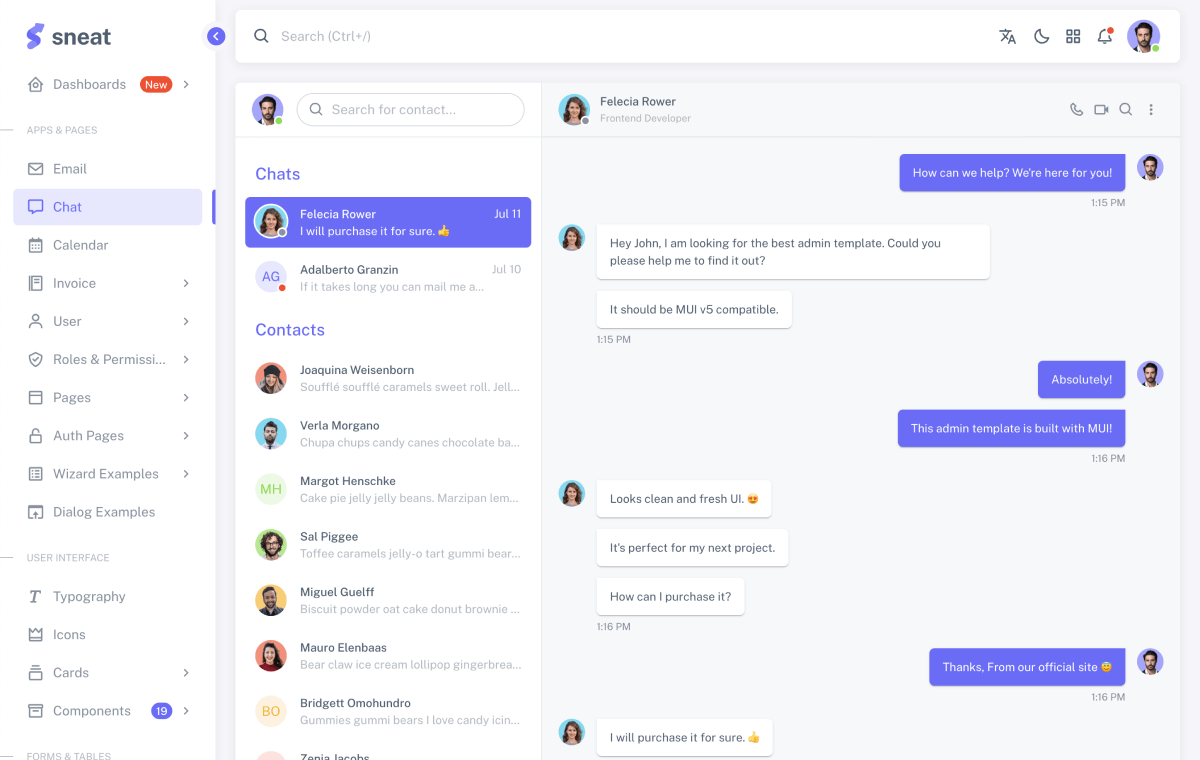 sneat
Dashboards
New
APPS & PAGES
Email
Chat
Calendar
Invoice
User
Roles & Permissi...
Pages
Auth Pages
Wizard Examples
Dialog Examples
USER INTERFACE
Typography
Icons
Cards
Components
19
FORMS & TABLES
Search (Ctrl+/)
Search for contact...
Chats
Felecia Rower
Jul 11
I will purchase it for sure. 👍
AG
Adalberto Granzin
Jul 10
If it takes long you can mail me a...
Contacts
Joaquina Weisenborn
Soufflé soufflé caramels sweet roll. Jell...
Verla Morgano
Chupa chups candy canes chocolate ba...
MH
Margot Henschke
Cake pie jelly jelly beans. Marzipan lem...
Sal Piggee
Toffee caramels jelly-o tart gummi bear...
Miguel Guelff
Biscuit powder oat cake donut brownie ...
Mauro Elenbaas
Bear claw ice cream lollipop gingerbrea...
BO
Bridgett Omohundro
Gummies gummi bears I love candy icin...
Zenia Jacobs
Felecia Rower
Frontend Developer
How can we help? We're here for you!
1:15 PM
Hey John, I am looking for the best admin template. Could you
please help me to find it out?
It should be MUI v5 compatible.
1:15 PM
Absolutely!
This admin template is built with MUI!
1:16 PM
Looks clean and fresh UI. 😍
It's perfect for my next project.
How can I purchase it?
1:16 PM
Thanks, From our official site 😊
1:16 PM
I will purchase it for sure. 👍